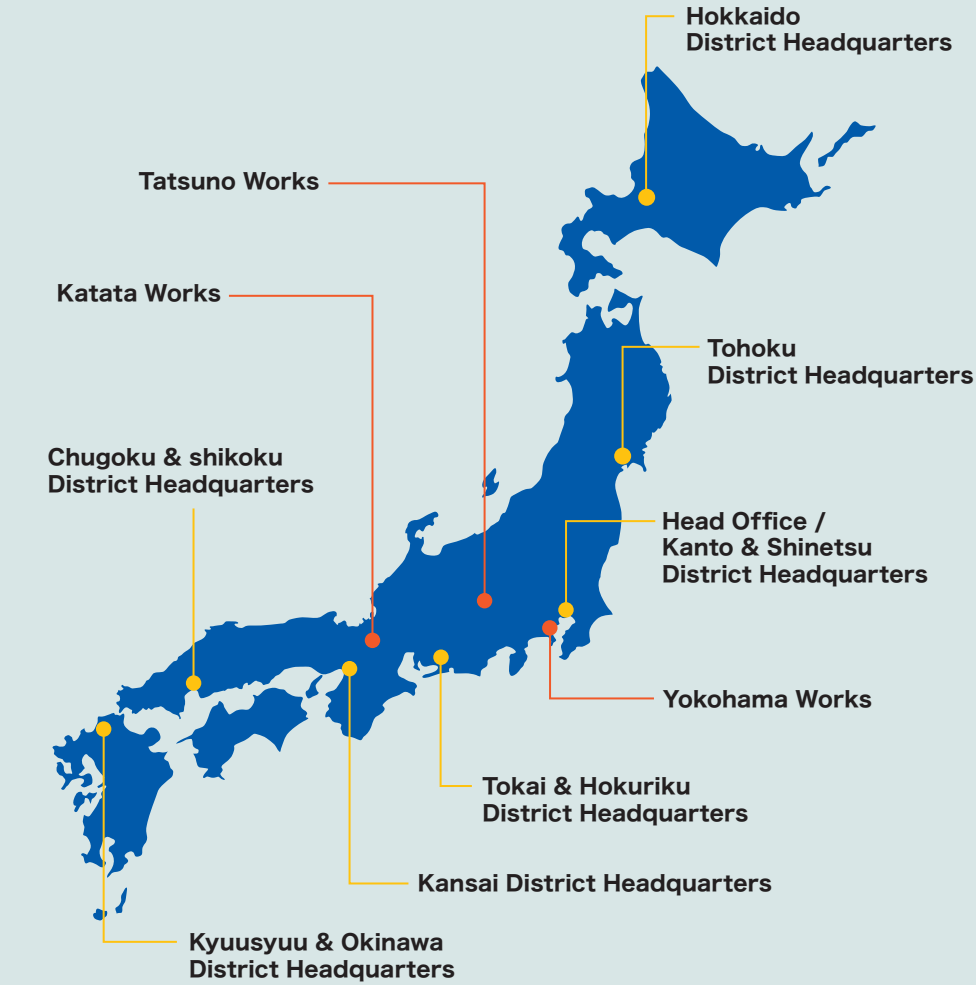 Hokkaido
District Headquarters
Tatsuno Works
Katata Works
Tohoku
District Headquarters
Chugoku & shikoku
District Headquarters
Head Office /
Kanto & Shinetsu
District Headquarters
Yokohama Works
Tokai & Hokuriku
District Headquarters
Kansai District Headquarters
Kyuusyuu & Okinawa
District Headquarters